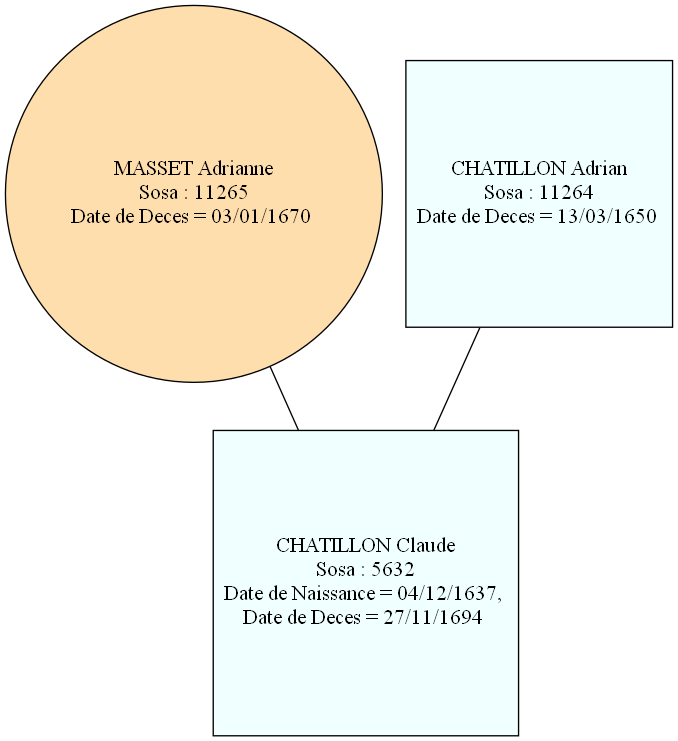 MASSET Adrianne
Sosa : 11265
Date de Deces = 03/01/1670
CHATILLON Adrian
Sosa : 11264
Date de Deces = 13/03/1650
CHATILLON Claude
Sosa : 5632
Date de Naissance = 04/12/1637,
Date de Deces = 27/11/1694